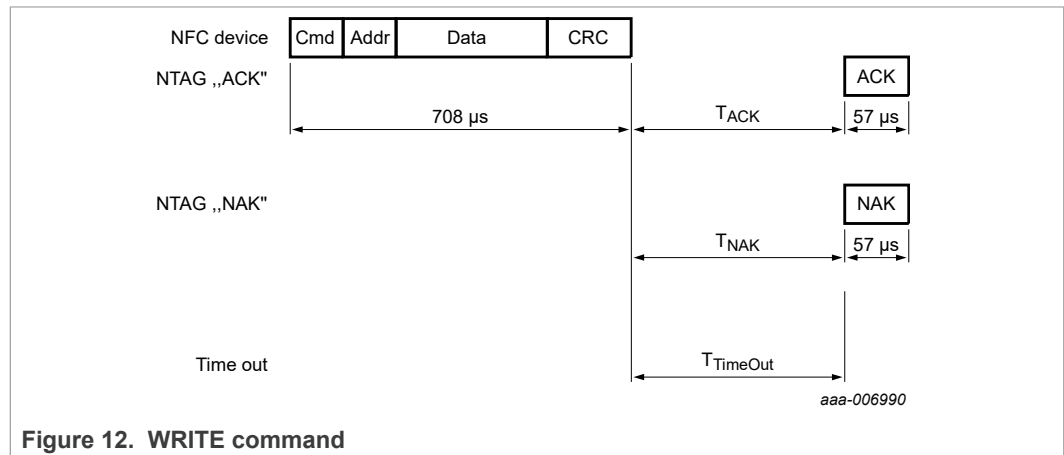 NFC device Cmd Addr Data CRC
NTAG ,,ACK" ACK
708 µs TACK 57 µs
NTAG ,,NAK" NAK
TNAK 57 µs
Time out TTimeOut
aaa-006990
Figure 12. WRITE command